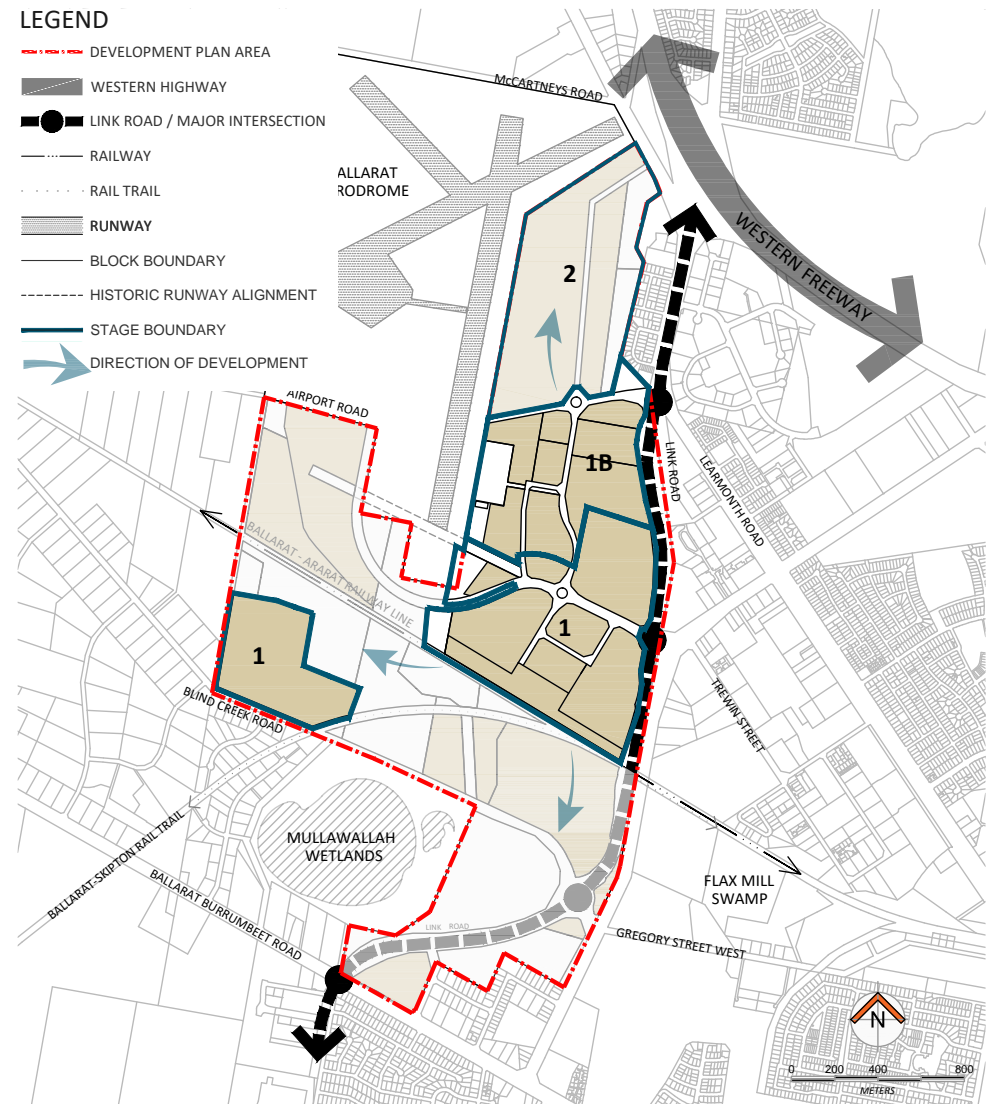 LEGEND
DEVELOPMENT PLAN AREA
WESTERN HIGHWAY
LINK ROAD / MAJOR INTERSECTION
RAILWAY
RAIL TRAIL
RUNWAY
BLOCK BOUNDARY
HISTORIC RUNWAY ALIGNMENT
STAGE BOUNDARY
DIRECTION OF DEVELOPMENT
McCARTNEYS ROAD
ALLARAT
RODROME
WESTERN FREEWAY
2
AIRPORT ROAD
1B
LINK ROAD
LEARMONTH ROAD
BALLARAT - ARARAT RAILWAY LINE
1
1
BLIND CREEK ROAD
TREWIN STREET
MULLAWALLAH
WETLANDS
BALLARAT-SKIPTON RAIL TRAIL
BALLARAT BURRUMBEET ROAD
FLAX MILL
SWAMP
LINK ROAD
GREGORY STREET WEST
N
0 200 400 800
METERS